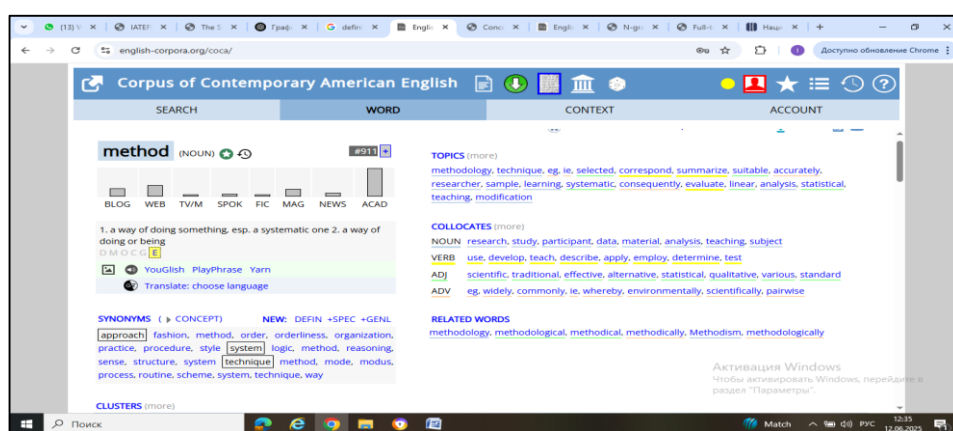 (13) V
IATEF
The S
Граф
defin
Englis
Conc
Englis
N-gra
Full-t
Нацио
english-corpora.org/coca/
Доступно обновление Chrome
Corpus of Contemporary American English
SEARCH WORD CONTEXT ACCOUNT
method (NOUN) #911 +
BLOG WEB TV/M SPOK FIC MAG NEWS ACAD
1. a way of doing something, esp. a systematic one 2. a way of
doing or being
D M O C G E
YouGlish PlayPhrase Yarn
Translate: choose language
SYNONYMS ( CONCEPT) NEW: DEFIN +SPEC +GENL
approach fashion, method, order, orderliness, organization,
practice, procedure, style system logic, method, reasoning,
sense, structure, system technique method, mode, modus,
process, routine, scheme, system, technique, way
CLUSTERS (more)
TOPICS (more)
methodology, technique, eg, ie, selected, correspond, summarize, suitable, accurately,
researcher, sample, learning, systematic, consequently, evaluate, linear, analysis, statistical,
teaching, modification
COLLOCATES (more)
NOUN research, study, participant, data, material, analysis, teaching, subject
VERB use, develop, teach, describe, apply, employ, determine, test
ADJ scientific, traditional, effective, alternative, statistical, qualitative, various, standard
ADV eg, widely, commonly, ie, whereby, environmentally, scientifically, pairwise
RELATED WORDS
methodology, methodological, methodical, methodically, Methodism, methodologically
Активация Windows
Чтобы активировать Windows, перейдите в
раздел "Параметры".
Поиск
Match
РУС
12:35
12.06.2025